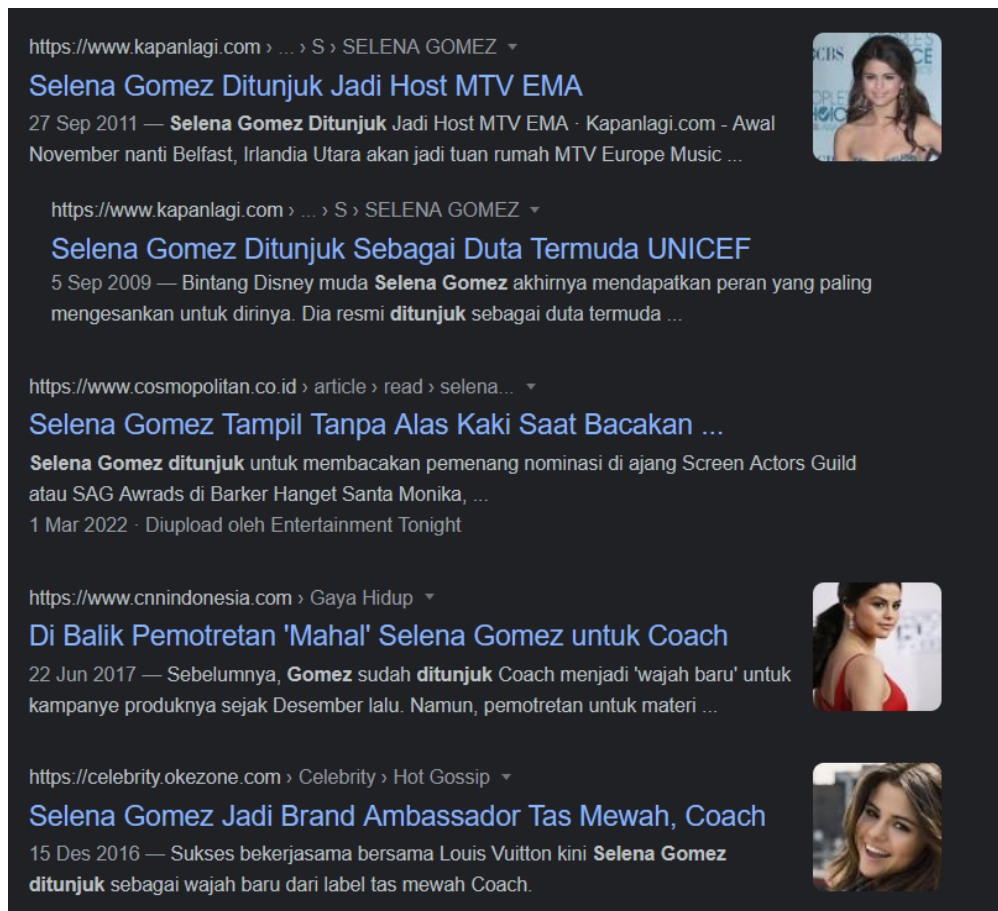 https://www.kapanlagi.com › ... › S › SELENA GOMEZ
Selena Gomez Ditunjuk Jadi Host MTV EMA
27 Sep 2011 — Selena Gomez Ditunjuk Jadi Host MTV EMA · Kapanlagi.com - Awal
November nanti Belfast, Irlandia Utara akan jadi tuan rumah MTV Europe Music ...
https://www.kapanlagi.com › ... › S › SELENA GOMEZ
Selena Gomez Ditunjuk Sebagai Duta Termuda UNICEF
5 Sep 2009 — Bintang Disney muda Selena Gomez akhirnya mendapatkan peran yang paling
mengesankan untuk dirinya. Dia resmi ditunjuk sebagai duta termuda ...
https://www.cosmopolitan.co.id › article › read › selena...
Selena Gomez Tampil Tanpa Alas Kaki Saat Bacakan ...
Selena Gomez ditunjuk untuk membacakan pemenang nominasi di ajang Screen Actors Guild
atau SAG Awrads di Barker Hanget Santa Monika, ...
1 Mar 2022 · Diupload oleh Entertainment Tonight
https://www.cnnindonesia.com › Gaya Hidup
Di Balik Pemotretan 'Mahal' Selena Gomez untuk Coach
22 Jun 2017 — Sebelumnya, Gomez sudah ditunjuk Coach menjadi 'wajah baru' untuk
kampanye produknya sejak Desember lalu. Namun, pemotretan untuk materi ...
https://celebrity.okezone.com › Celebrity › Hot Gossip
Selena Gomez Jadi Brand Ambassador Tas Mewah, Coach
15 Des 2016 — Sukses bekerjasama bersama Louis Vuitton kini Selena Gomez
ditunjuk sebagai wajah baru dari label tas mewah Coach.